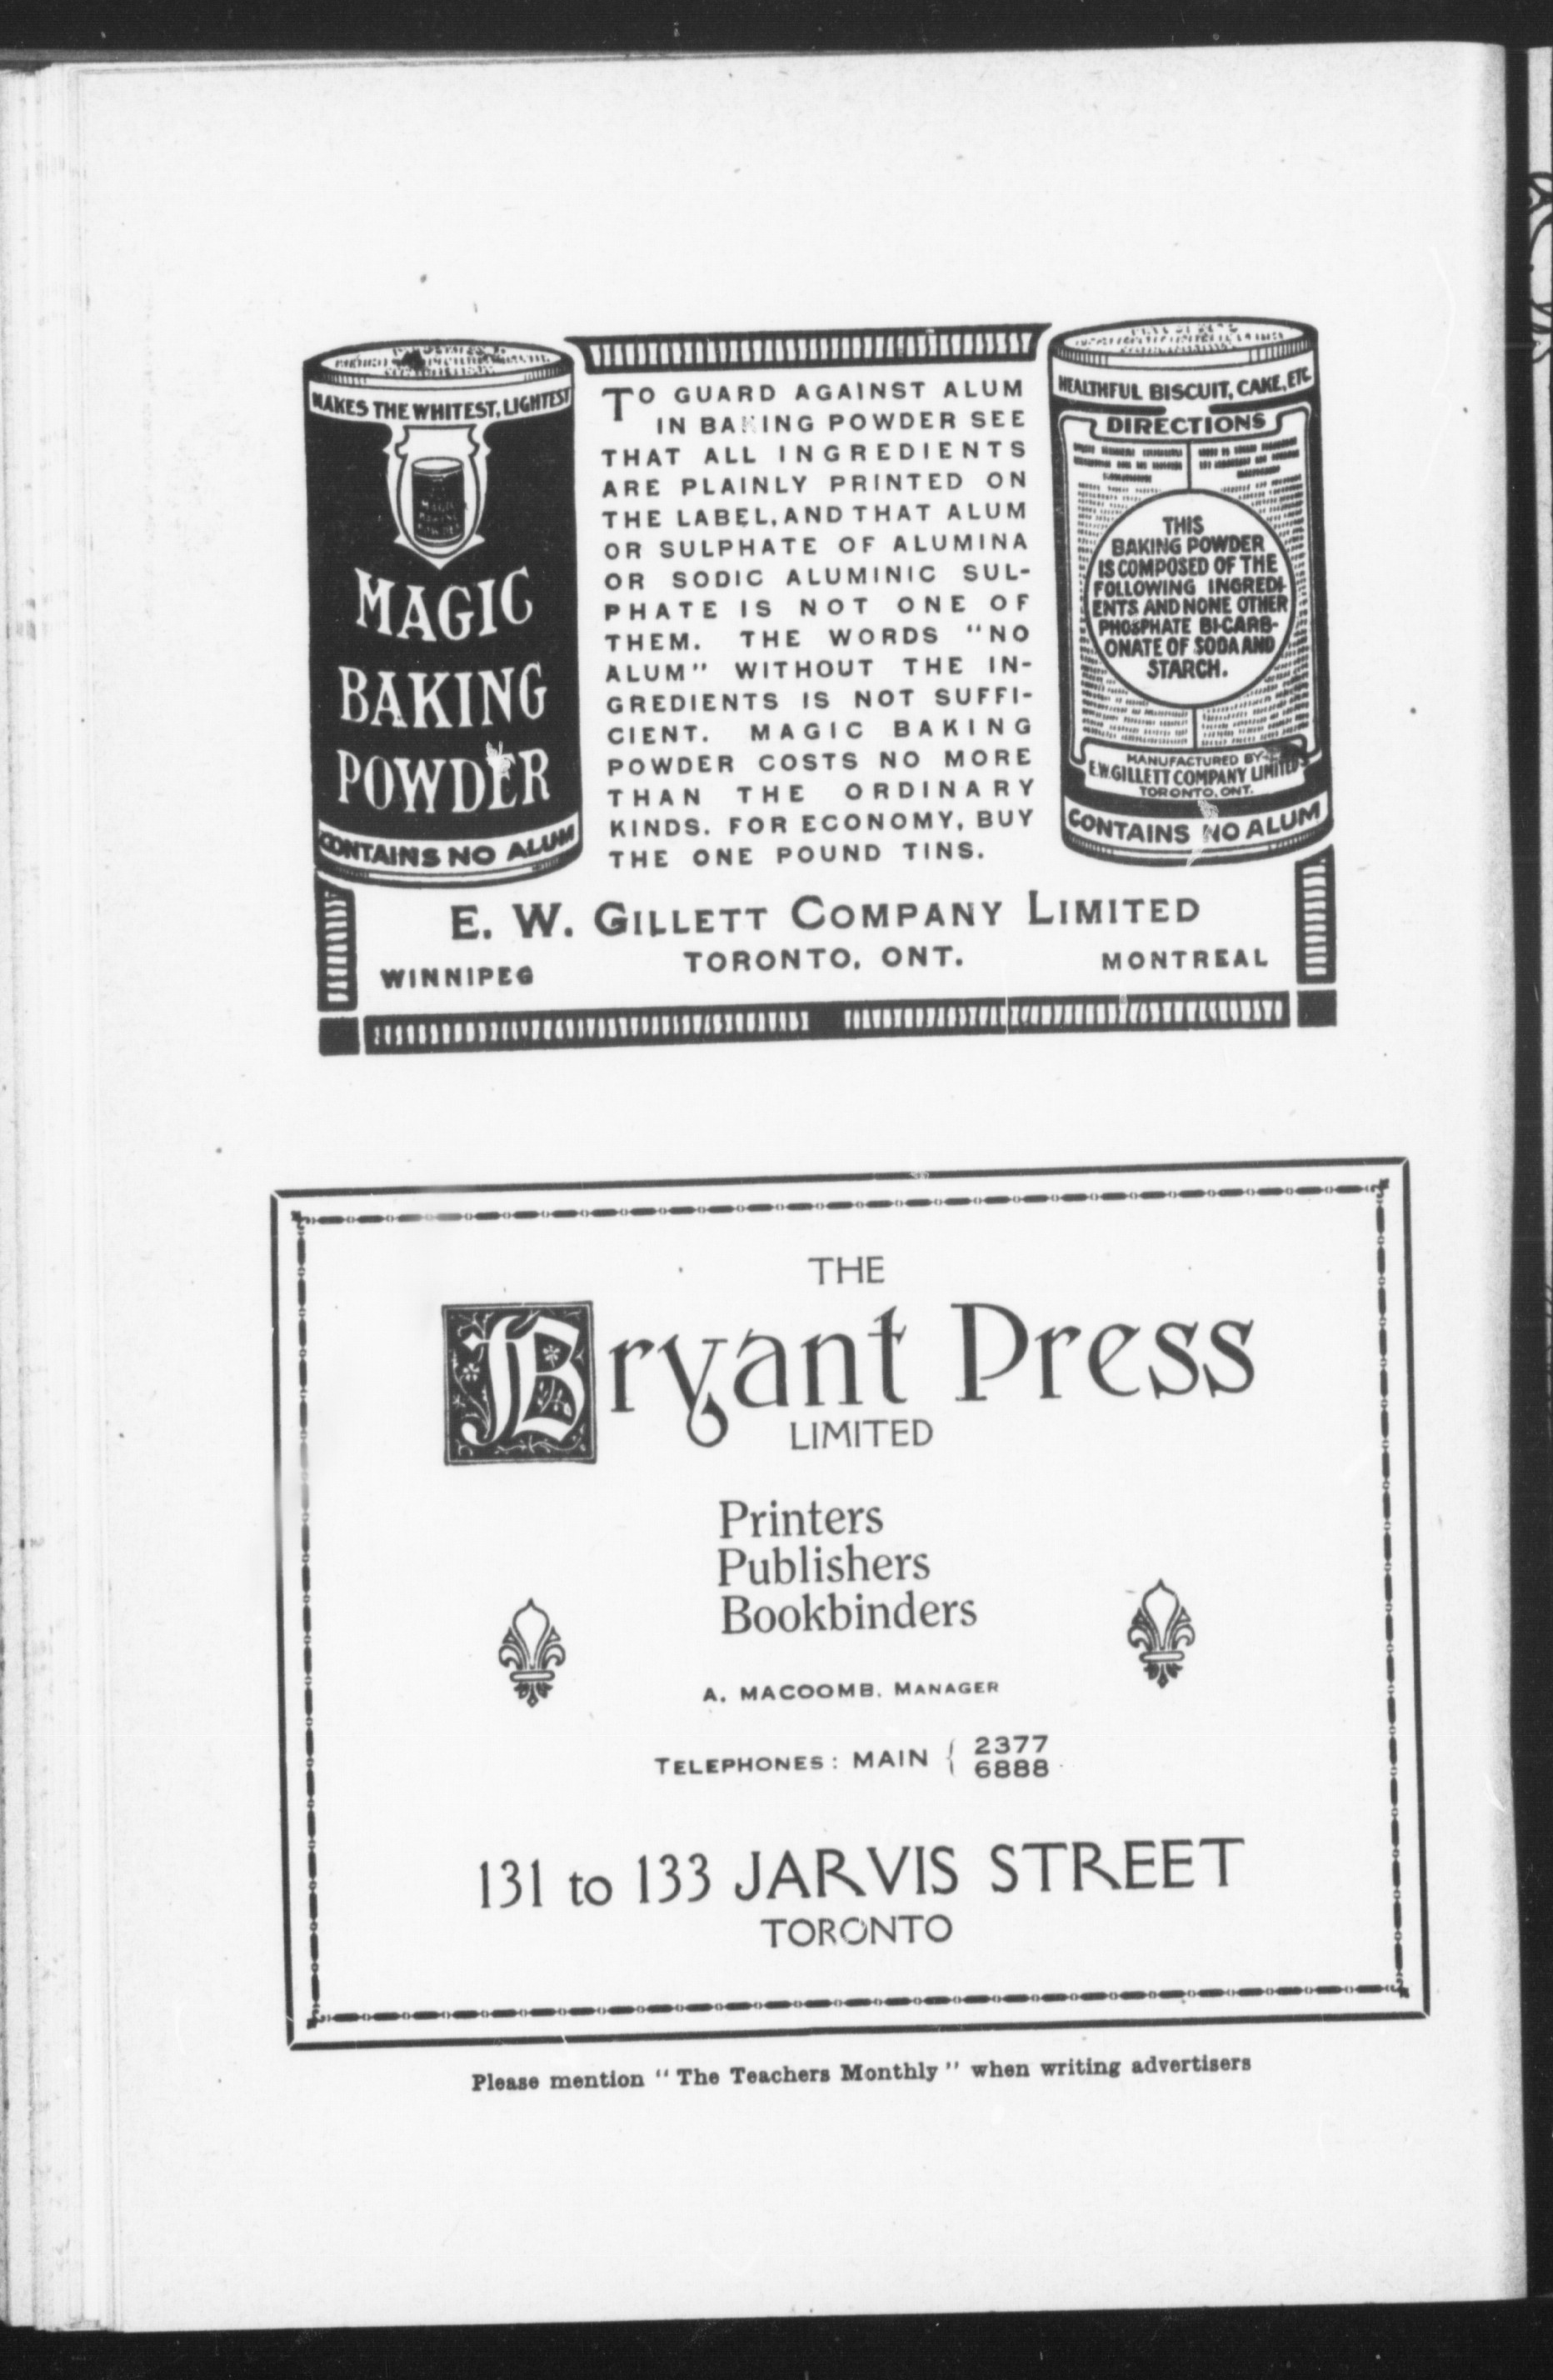 MAKES THE WHITEST, LIGHTEST
MAGIC
BAKING
POWDER
CONTAINS NO ALUM
TO GUARD AGAINST ALUM
IN BAKING POWDER SEE
THAT ALL INGREDIENTS
ARE PLAINLY PRINTED ON
THE LABEL, AND THAT ALUM
OR SULPHATE OF ALUMINA
OR SODIC ALUMINIC SUL-
PHATE IS NOT ONE OF
THEM. THE WORDS "NO
ALUM" WITHOUT THE IN-
GREDIENTS IS NOT SUFFI-
CIENT. MAGIC BAKING
POWDER COSTS NO MORE
THAN THE ORDINARY
KINDS. FOR ECONOMY, BUY
THE ONE POUND TINS.
HEALTHFUL BISCUIT, CAKE, ETC.
DIRECTIONS
THIS
BAKING POWDER
IS COMPOSED OF THE
FOLLOWING INGREDI-
ENTS AND NONE OTHER
PHOSPHATE BI-CARB-
ONATE OF SODA AND
STARCH.
MANUFACTURED BY
E.W. GILLETT COMPANY LIMITED
TORONTO, ONT.
CONTAINS NO ALUM
E. W. GILLETT COMPANY LIMITED
WINNIPEG TORONTO, ONT. MONTREAL
THE
Bryant Press
LIMITED
Printers
Publishers
Bookbinders
A. MACOOMB, MANAGER
TELEPHONES: MAIN { 2377
6888
131 to 133 JARVIS STREET
TORONTO
Please mention "The Teachers Monthly" when writing advertisers